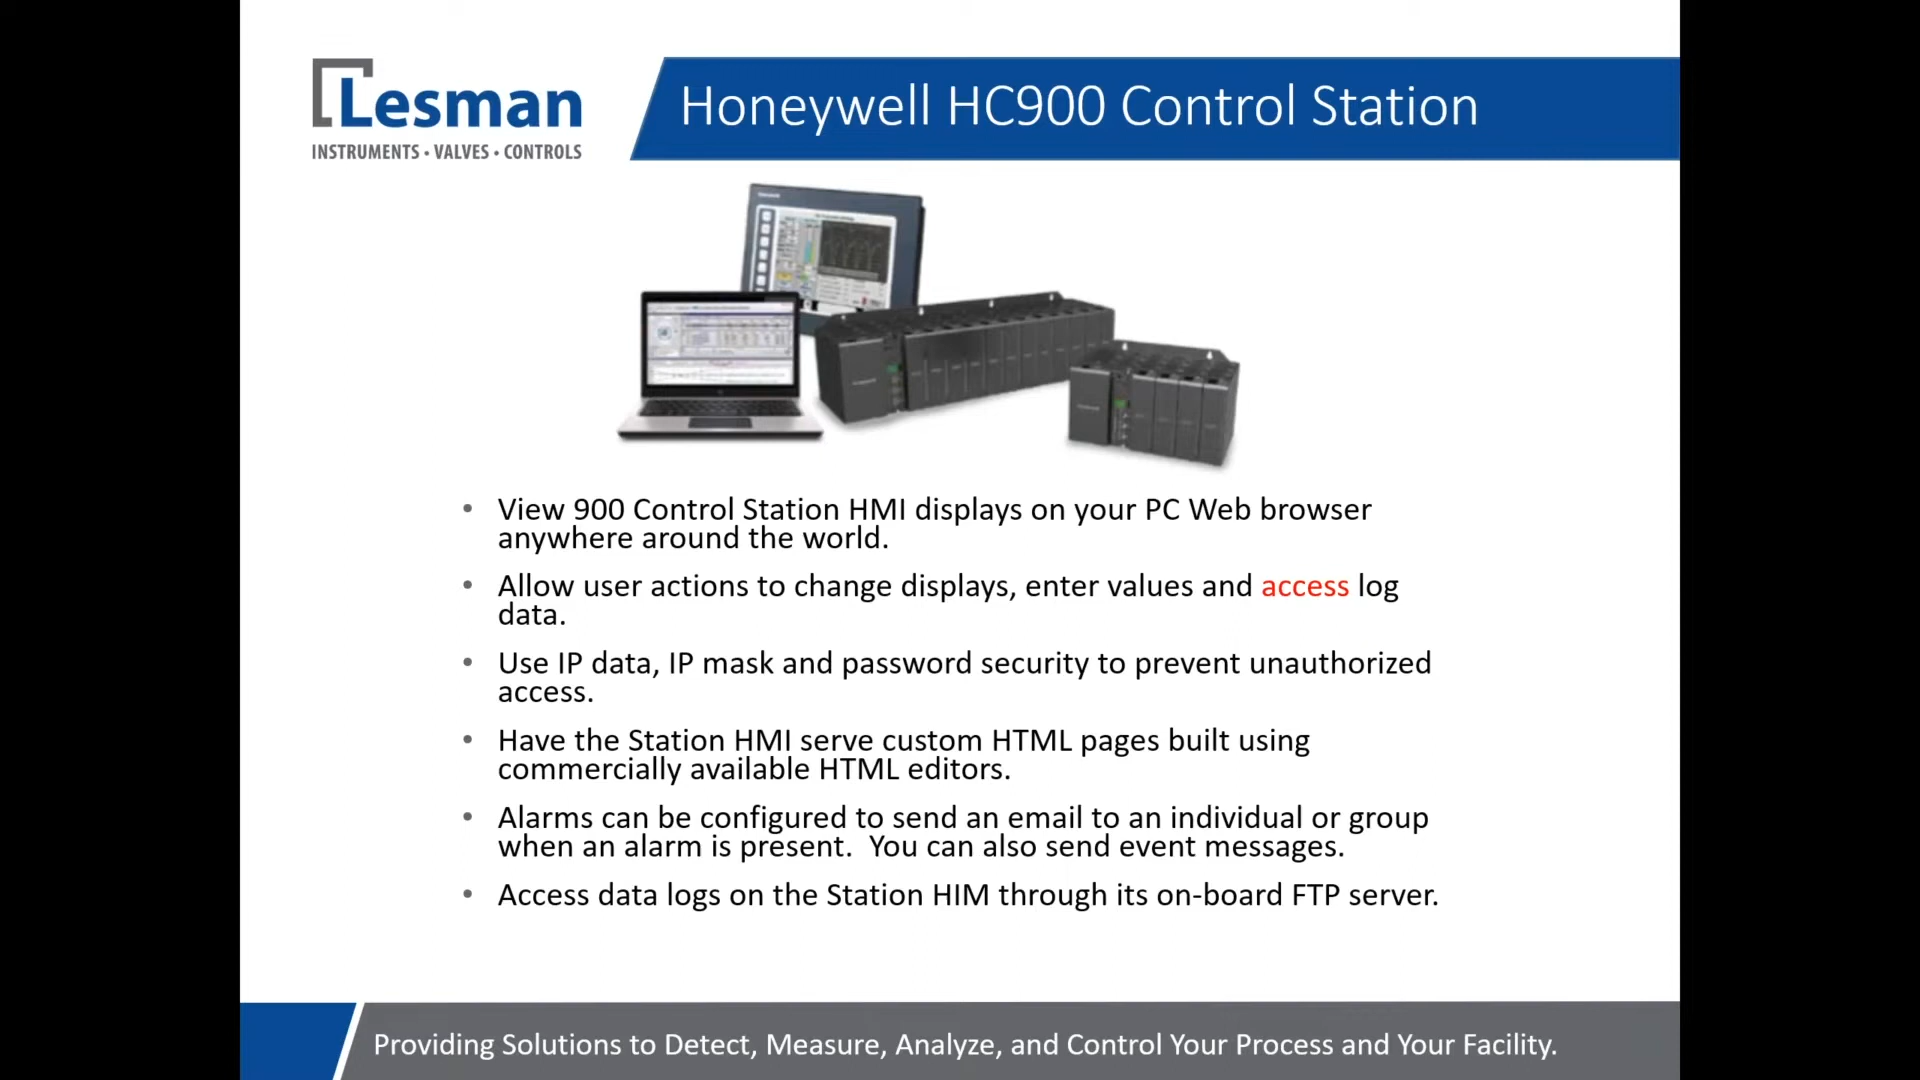 Lesman
INSTRUMENTS • VALVES • CONTROLS
Honeywell HC900 Control Station
• View 900 Control Station HMI displays on your PC Web browser
anywhere around the world.
• Allow user actions to change displays, enter values and access log
data.
• Use IP data, IP mask and password security to prevent unauthorized
access.
• Have the Station HMI serve custom HTML pages built using
commercially available HTML editors.
• Alarms can be configured to send an email to an individual or group
when an alarm is present.  You can also send event messages.
• Access data logs on the Station HIM through its on-board FTP server.
Providing Solutions to Detect, Measure, Analyze, and Control Your Process and Your Facility.